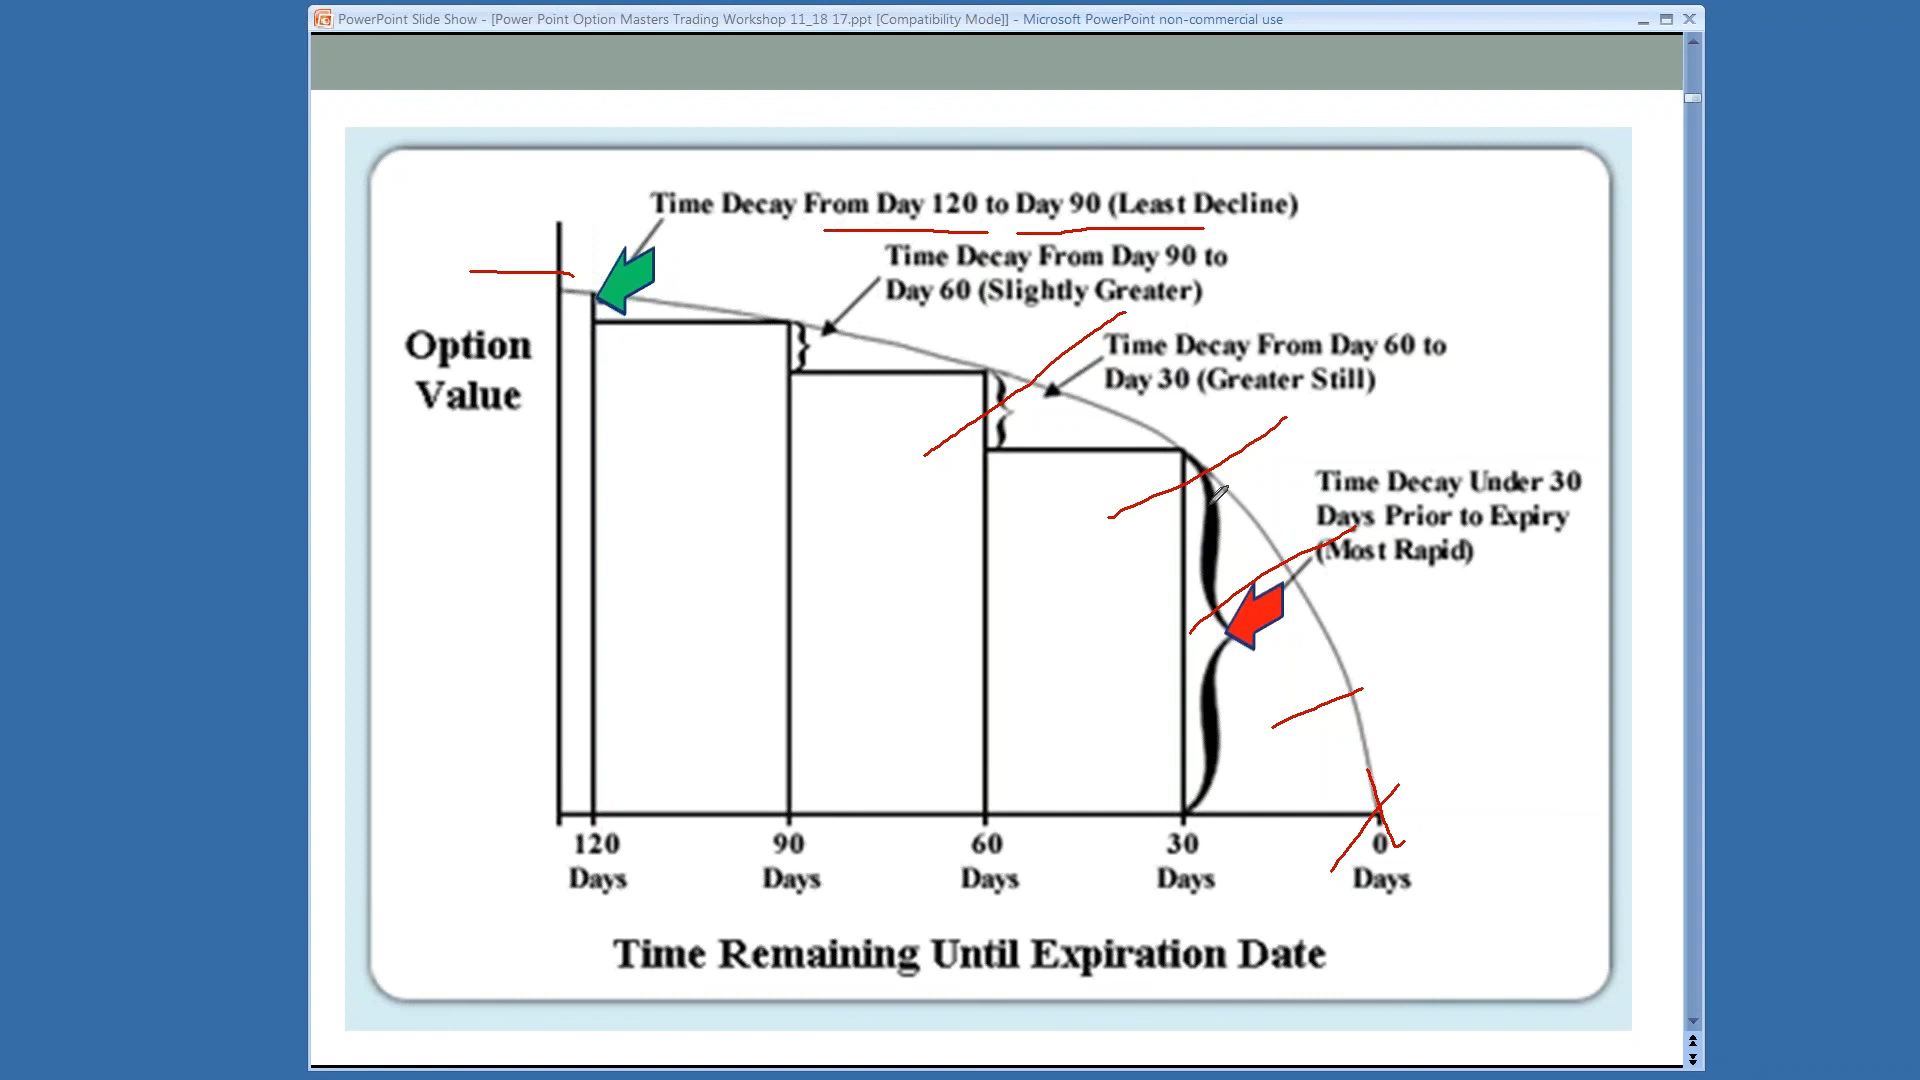 PowerPoint Slide Show - [Power Point Option Masters Trading Workshop 11_18 17.ppt [Compatibility Mode]] - Microsoft PowerPoint non-commercial use
Time Decay From Day 120 to Day 90 (Least Decline)
Time Decay From Day 90 to
Day 60 (Slightly Greater)
Time Decay From Day 60 to
Day 30 (Greater Still)
Option
Value
Time Decay Under 30
Days Prior to Expiry
(Most Rapid)
120 90 60 30 0
Days Days Days Days Days
Time Remaining Until Expiration Date